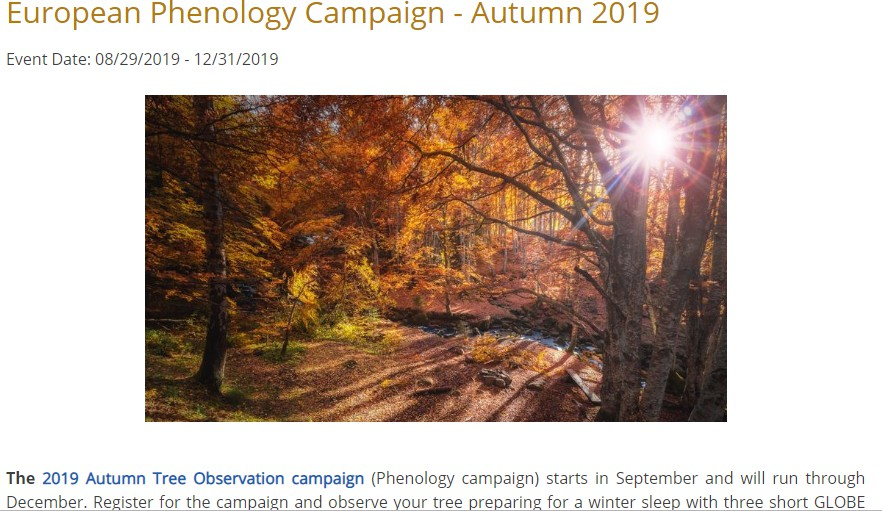 European Phenology Campaign - Autumn 2019
Event Date: 08/29/2019 - 12/31/2019
The 2019 Autumn Tree Observation campaign (Phenology campaign) starts in September and will run through
December. Register for the campaign and observe your tree preparing for a winter sleep with three short GLOBE